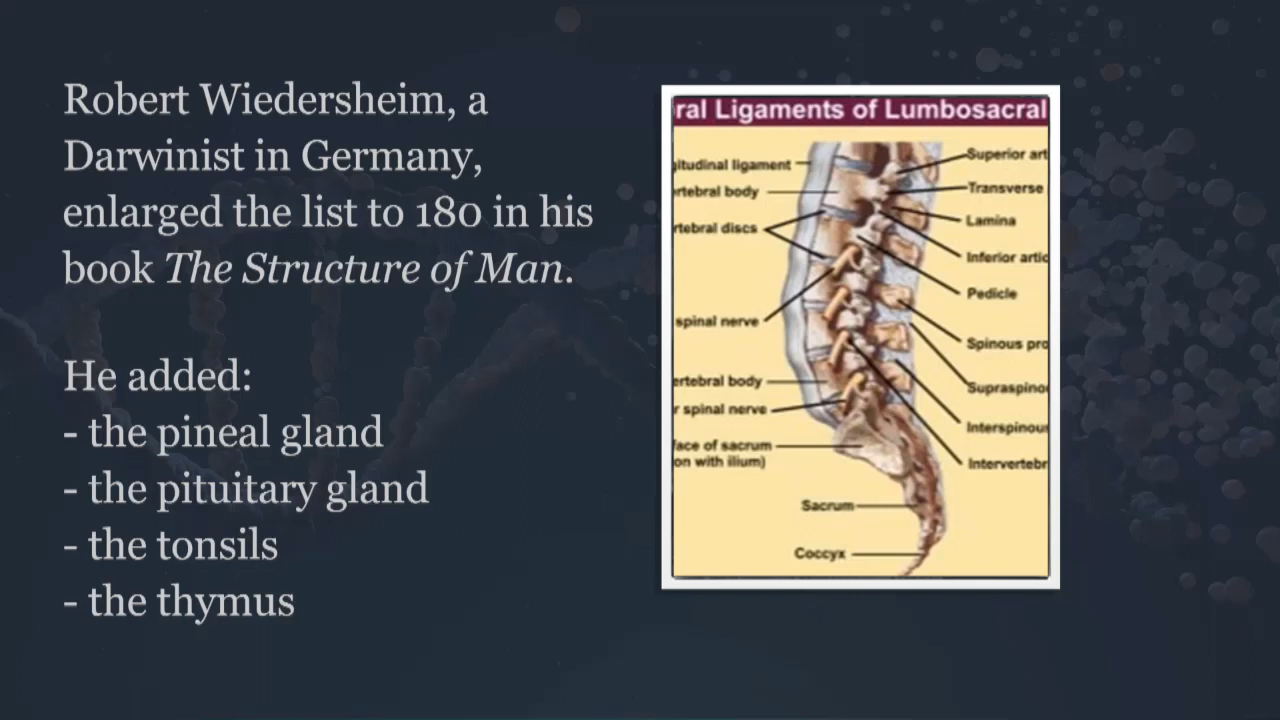 Robert Wiedersheim, a
Darwinist in Germany,
enlarged the list to 180 in his
book The Structure of Man.
He added:
- the pineal gland
- the pituitary gland
- the tonsils
- the thymus
ral Ligaments of Lumbosacral
gitudinal ligament
rtebral body
rtebral discs
spinal nerve
ertebral body
r spinal nerve
face of sacrum
on with ilium)
Sacrum
Coccyx
Superior art
Transverse
Lamina
Inferior artic
Pedicle
Spinous pro
Supraspino
Interspinous
Intervertebr